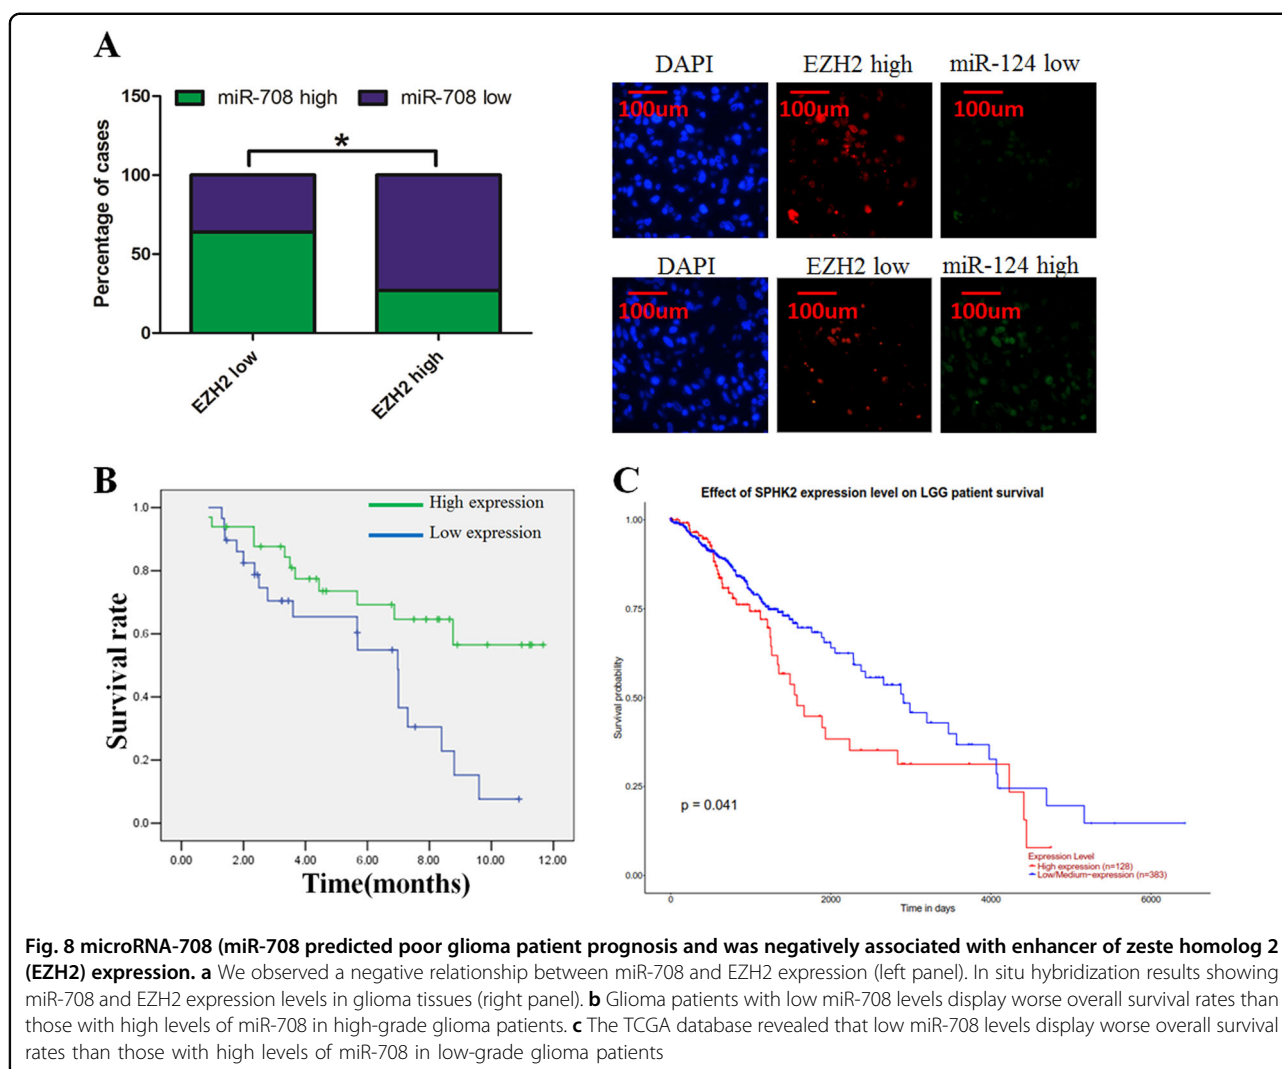 A
miR-708 high
miR-708 low
150
100
50
0
Percentage of cases
*
EZH2 low
EZH2 high
DAPI
EZH2 high
miR-124 low
100um
100um
100um
DAPI
EZH2 low
miR-124 high
100um
100um
100um
B
High expression
Low expression
1.0
0.8
0.6
0.4
0.2
0.0
Survival rate
0.00
2.00
4.00
6.00
8.00
10.00
12.00
Time(months)
C
Effect of SPHK2 expression level on LGG patient survival
1.00
0.75
0.50
0.25
0.00
Survival probability
p = 0.041
Expression Level
High expression (n=128)
Low/Medium-expression (n=383)
0
2000
4000
6000
Time in days
Fig. 8 microRNA-708 (miR-708 predicted poor glioma patient prognosis and was negatively associated with enhancer of zeste homolog 2
(EZH2) expression. a We observed a negative relationship between miR-708 and EZH2 expression (left panel). In situ hybridization results showing
miR-708 and EZH2 expression levels in glioma tissues (right panel). b Glioma patients with low miR-708 levels display worse overall survival rates than
those with high levels of miR-708 in high-grade glioma patients. c The TCGA database revealed that low miR-708 levels display worse overall survival
rates than those with high levels of miR-708 in low-grade glioma patients